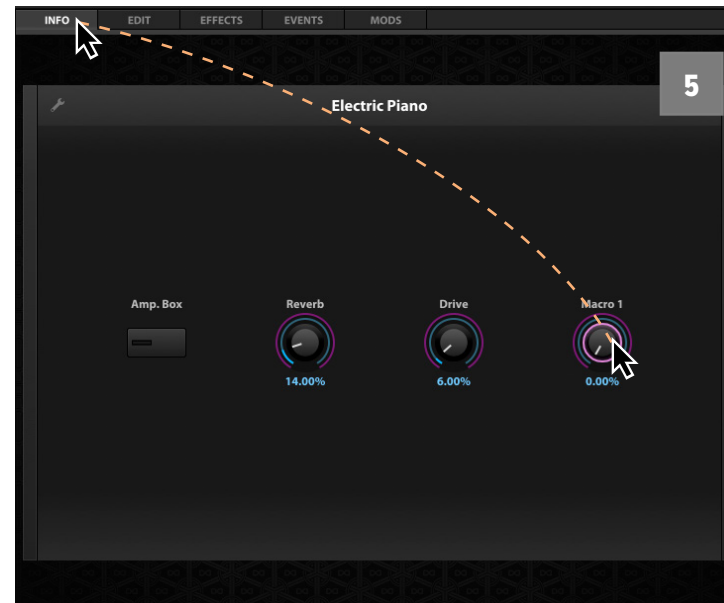 INFO EDIT EFFECTS EVENTS MODS
5
Electric Piano
Amp. Box Reverb Drive Macro 1
14.00% 6.00% 0.00%